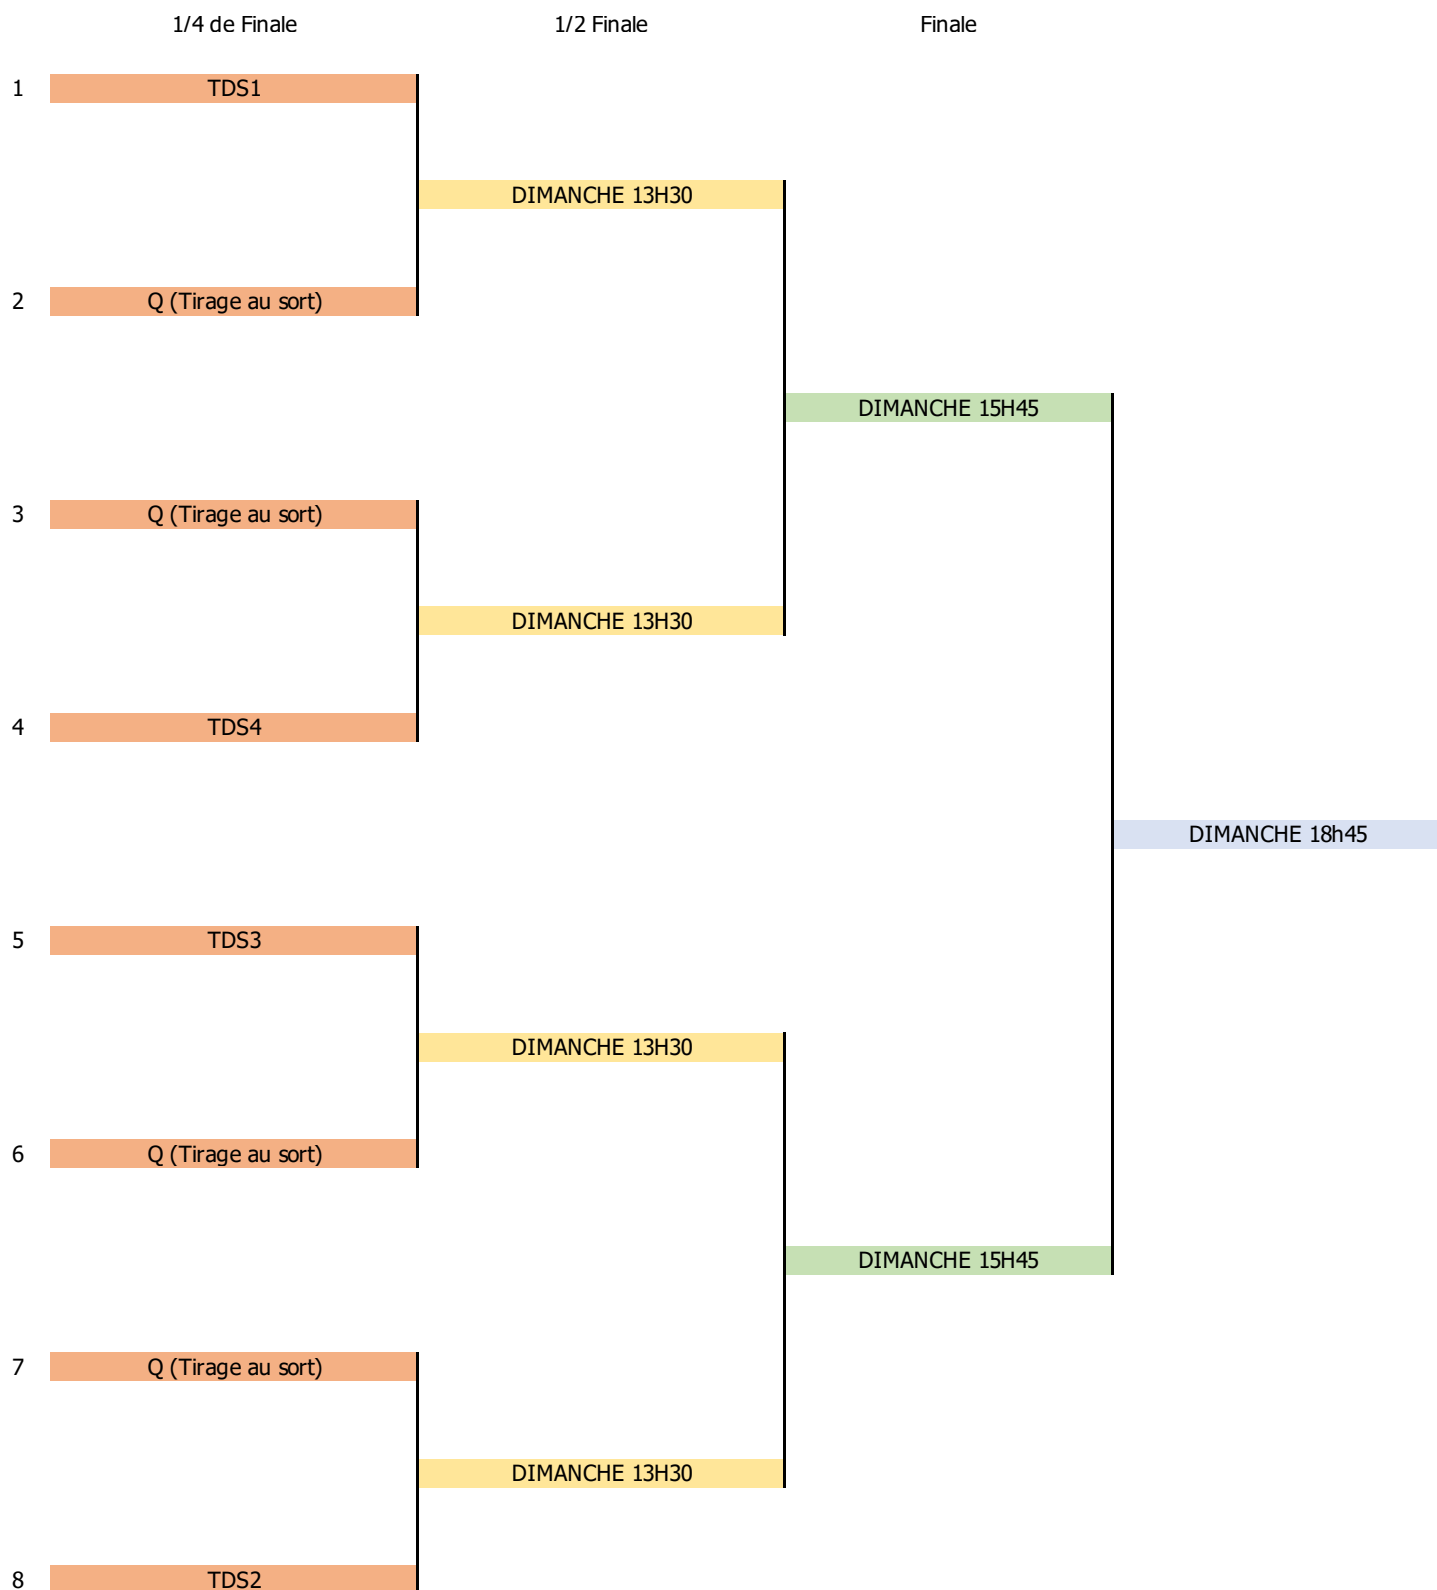 1/4 de Finale 1/2 Finale Finale
1 TDS1
DIMANCHE 13H30
2 Q (Tirage au sort)
DIMANCHE 15H45
3 Q (Tirage au sort)
DIMANCHE 13H30
4 TDS4
DIMANCHE 18h45
5 TDS3
DIMANCHE 13H30
6 Q (Tirage au sort)
DIMANCHE 15H45
7 Q (Tirage au sort)
DIMANCHE 13H30
8 TDS2